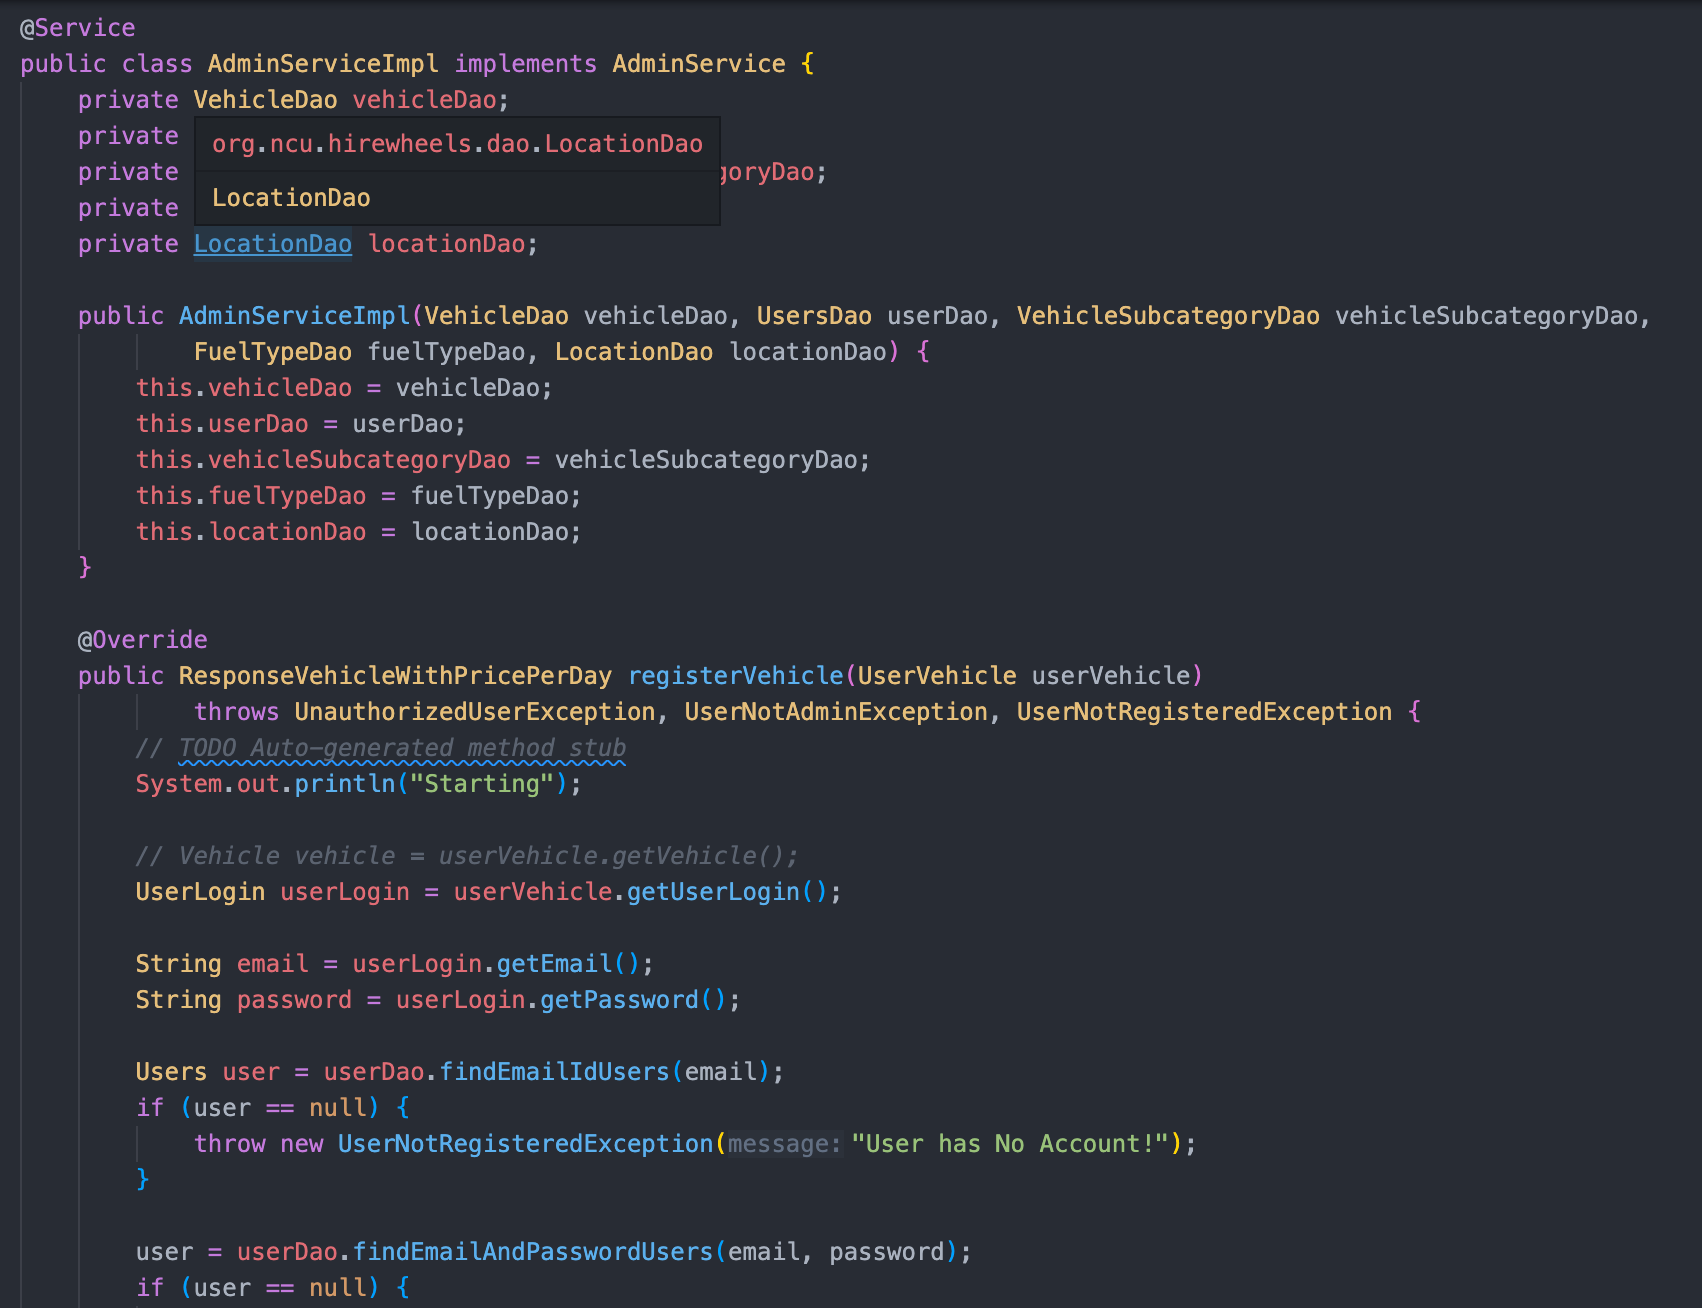 @Service
public class AdminServiceImpl implements AdminService {
private VehicleDao vehicleDao;
private
org.ncu.hirewheels.dao.LocationDao
private goryDao;
LocationDao
private
private LocationDao locationDao;
public AdminServiceImpl(VehicleDao vehicleDao, UsersDao userDao, VehicleSubcategoryDao vehicleSubcategoryDao,
FuelTypeDao fuelTypeDao, LocationDao locationDao) {
this.vehicleDao = vehicleDao;
this.userDao = userDao;
this.vehicleSubcategoryDao = vehicleSubcategoryDao;
this.fuelTypeDao = fuelTypeDao;
this.locationDao = locationDao;
}
@Override
public ResponseVehicleWithPricePerDay registerVehicle(UserVehicle userVehicle)
throws UnauthorizedUserException, UserNotAdminException, UserNotRegisteredException {
// TODO Auto-generated method stub
System.out.println("Starting");
// Vehicle vehicle = userVehicle.getVehicle();
UserLogin userLogin = userVehicle.getUserLogin();
String email = userLogin.getEmail();
String password = userLogin.getPassword();
Users user = userDao.findEmailIdUsers(email);
if (user == null) {
throw new UserNotRegisteredException(message: "User has No Account!");
}
user = userDao.findEmailAndPasswordUsers(email, password);
if (user == null) {